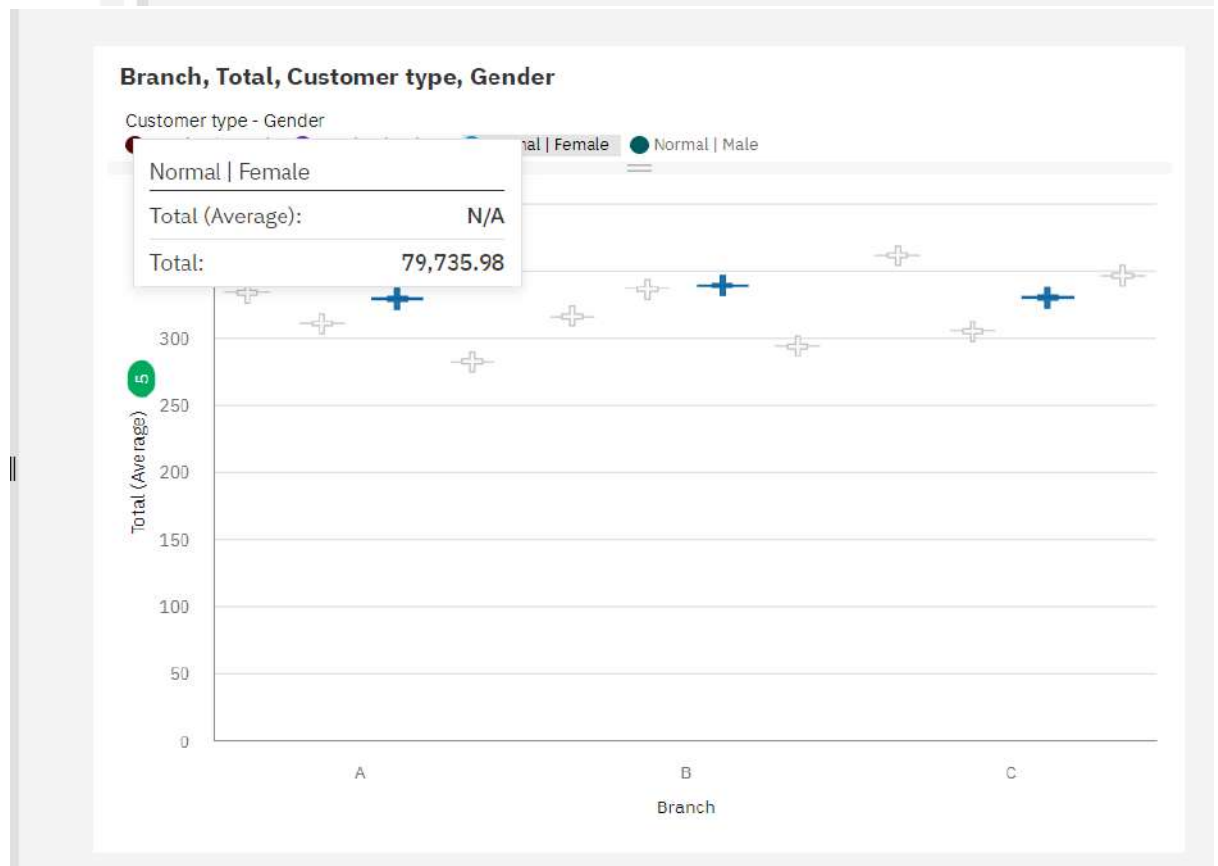 Branch, Total, Customer type, Gender
Customer type - Gender
| Female Normal | Male
Normal | Female
Total (Average): N/A
Total: 79,735.98
300
250
200
150
100
50
0
5
Total (Average)
A B C
Branch